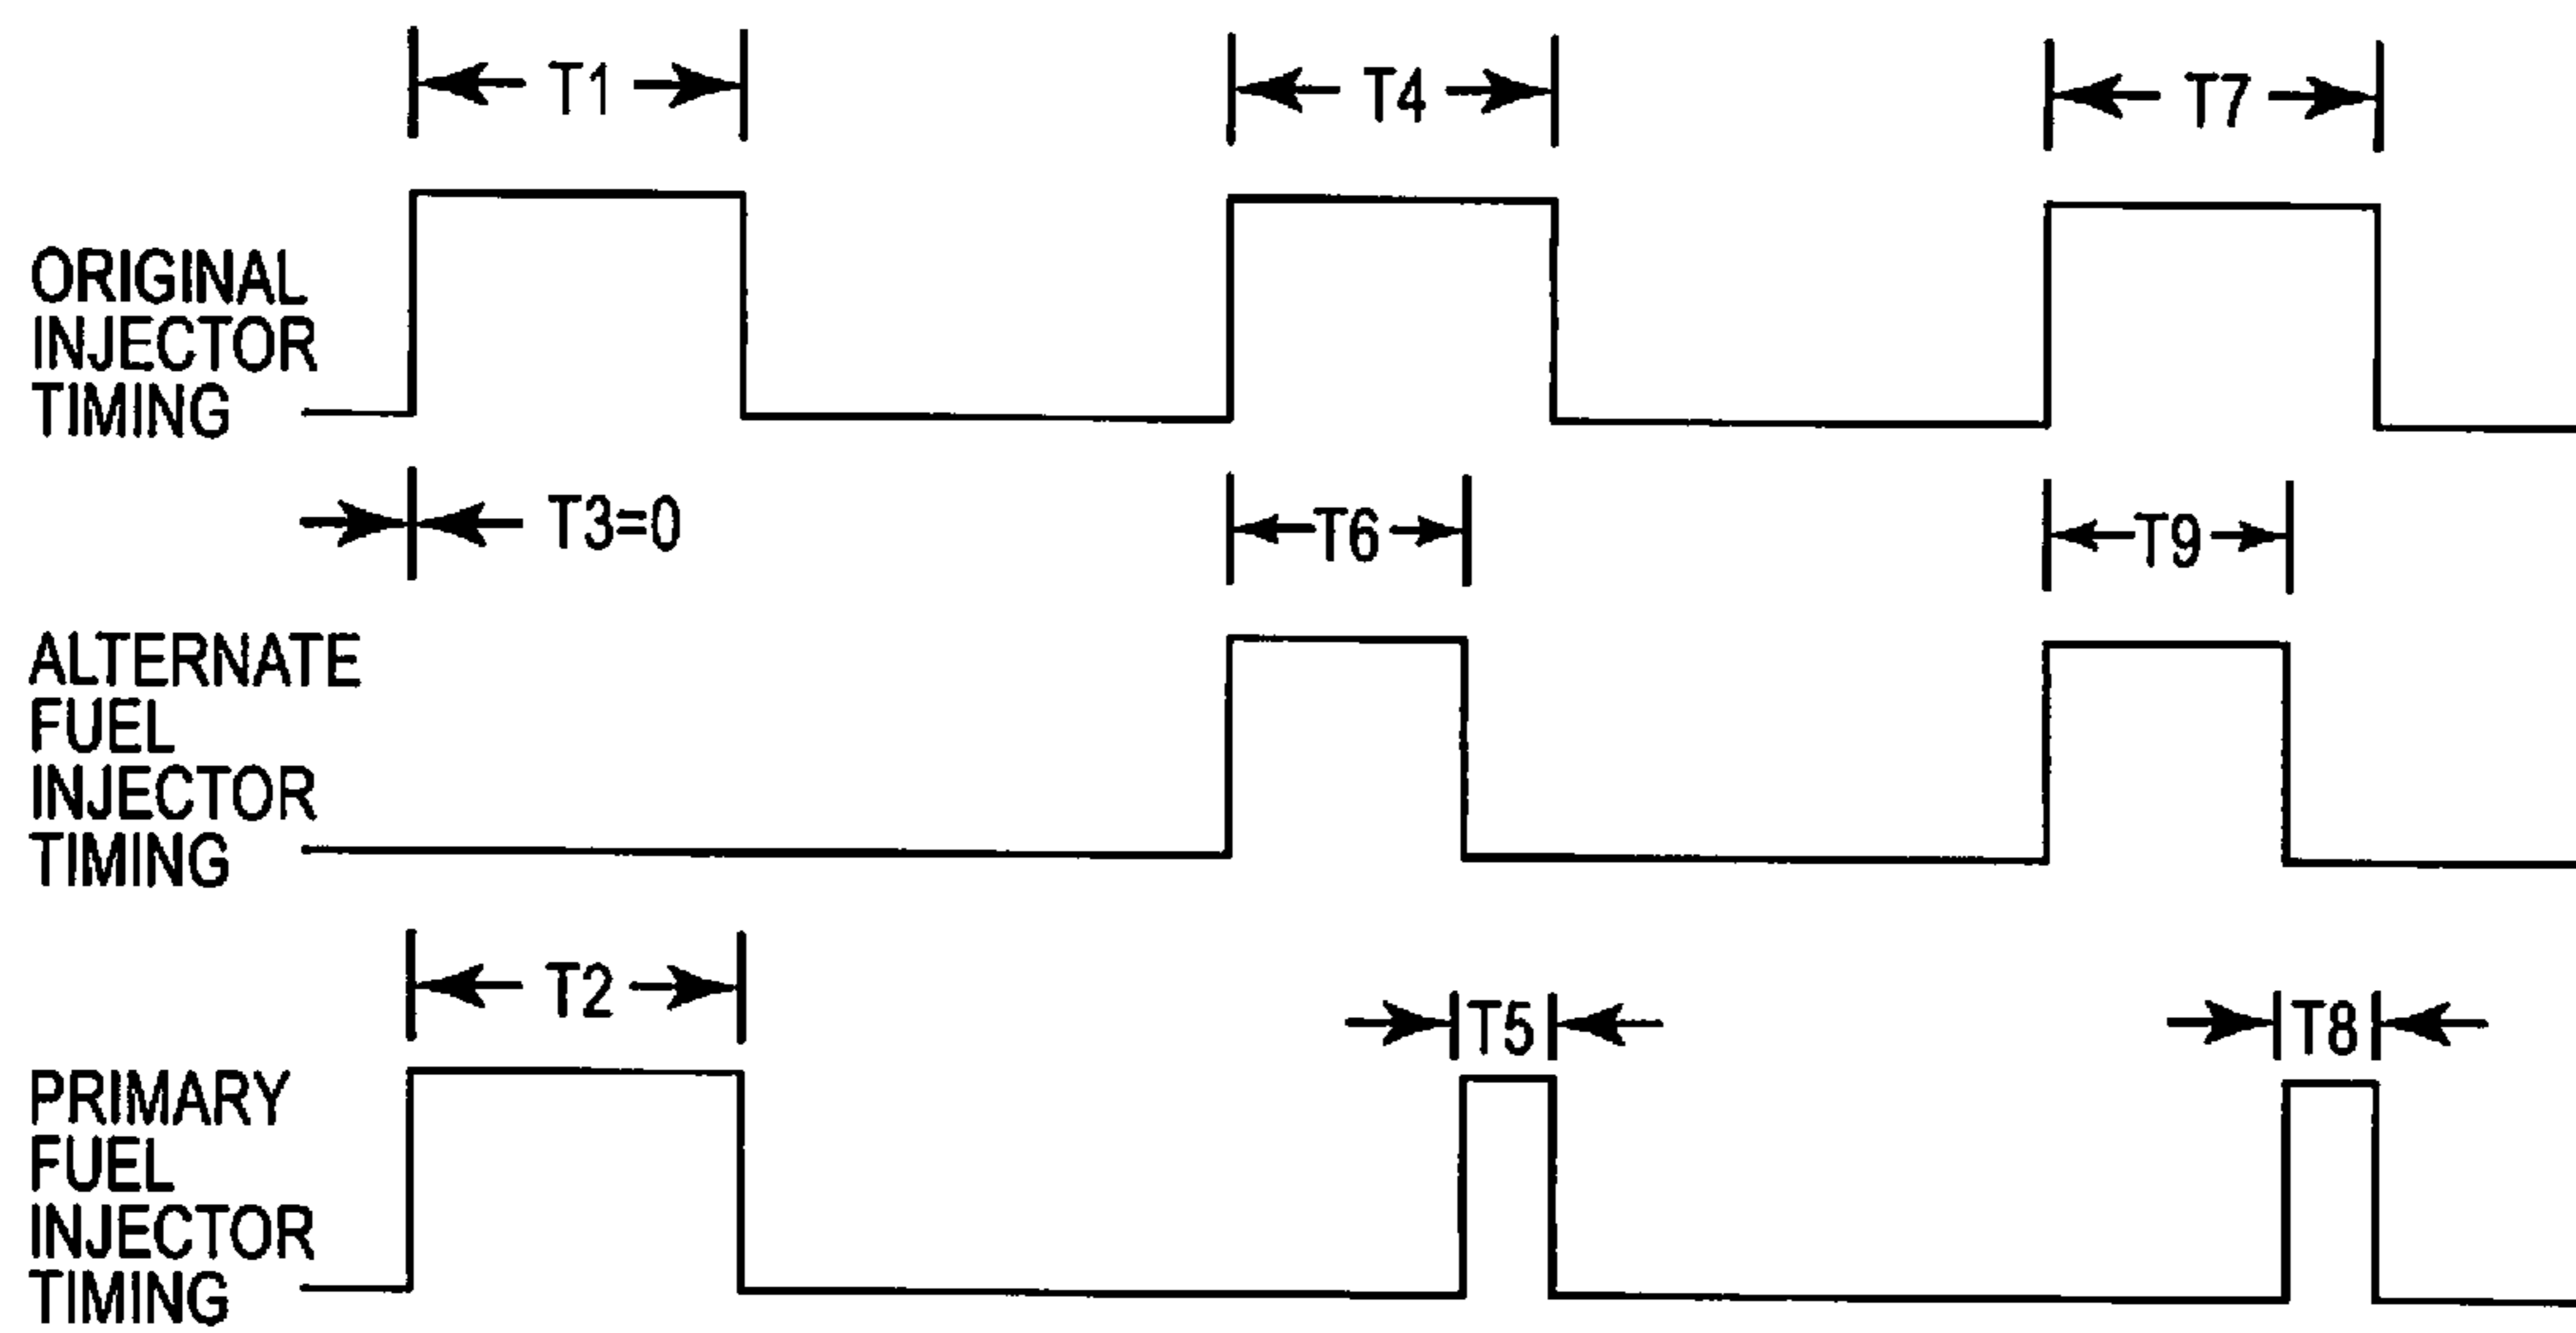 T1
T4
T7
ORIGINAL
INJECTOR
TIMING
T3=0
T6
T9
ALTERNATE
FUEL
INJECTOR
TIMING
T2
T5
T8
PRIMARY
FUEL
INJECTOR
TIMING